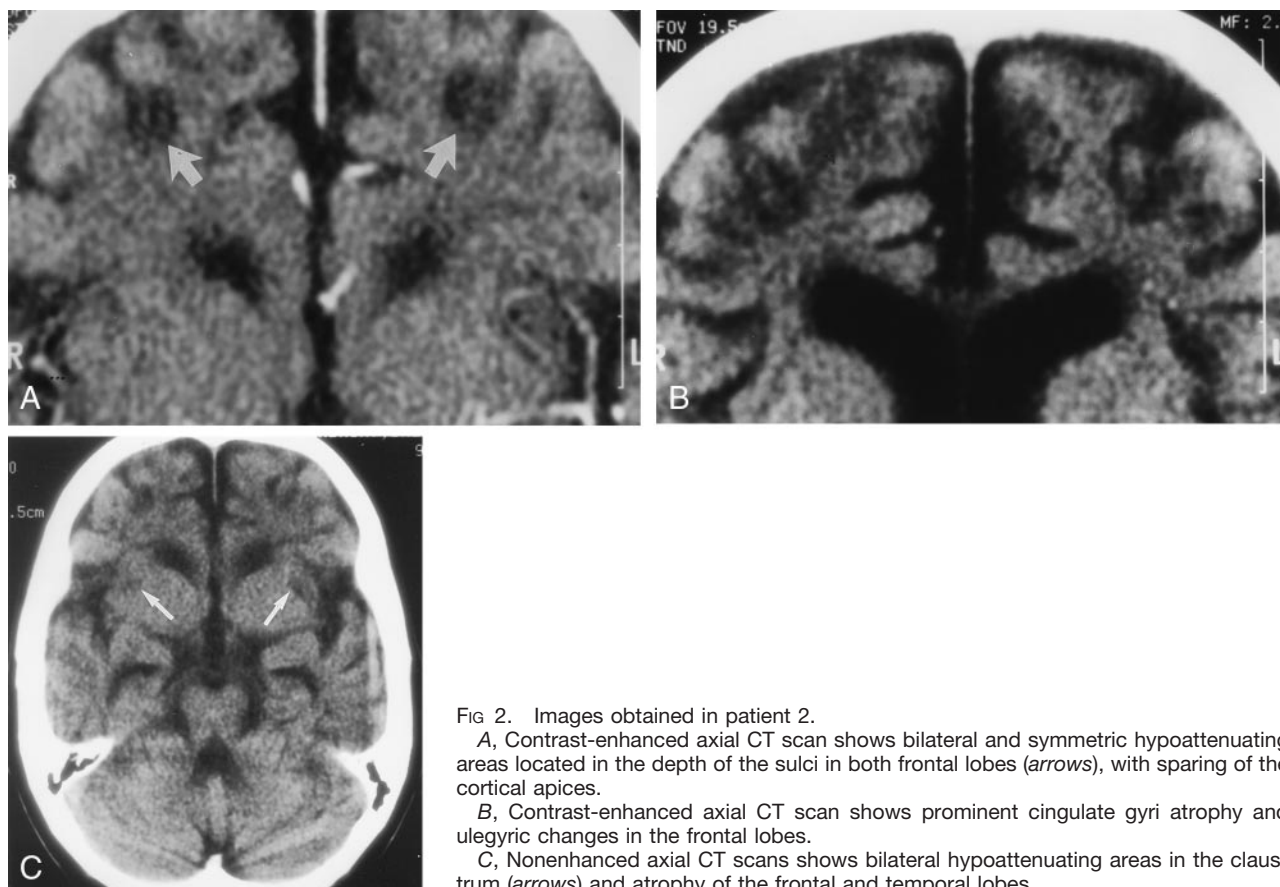 FOV 19.5c
TND
MF: 2.
R
L
A
R
B
.5cm
C
FIG 2. Images obtained in patient 2.
A, Contrast-enhanced axial CT scan shows bilateral and symmetric hypoattenuating
areas located in the depth of the sulci in both frontal lobes (arrows), with sparing of the
cortical apices.
B, Contrast-enhanced axial CT scan shows prominent cingulate gyri atrophy and
ulegyric changes in the frontal lobes.
C, Nonenhanced axial CT scans shows bilateral hypoattenuating areas in the claus-
trum (arrows) and atrophy of the frontal and temporal lobes.